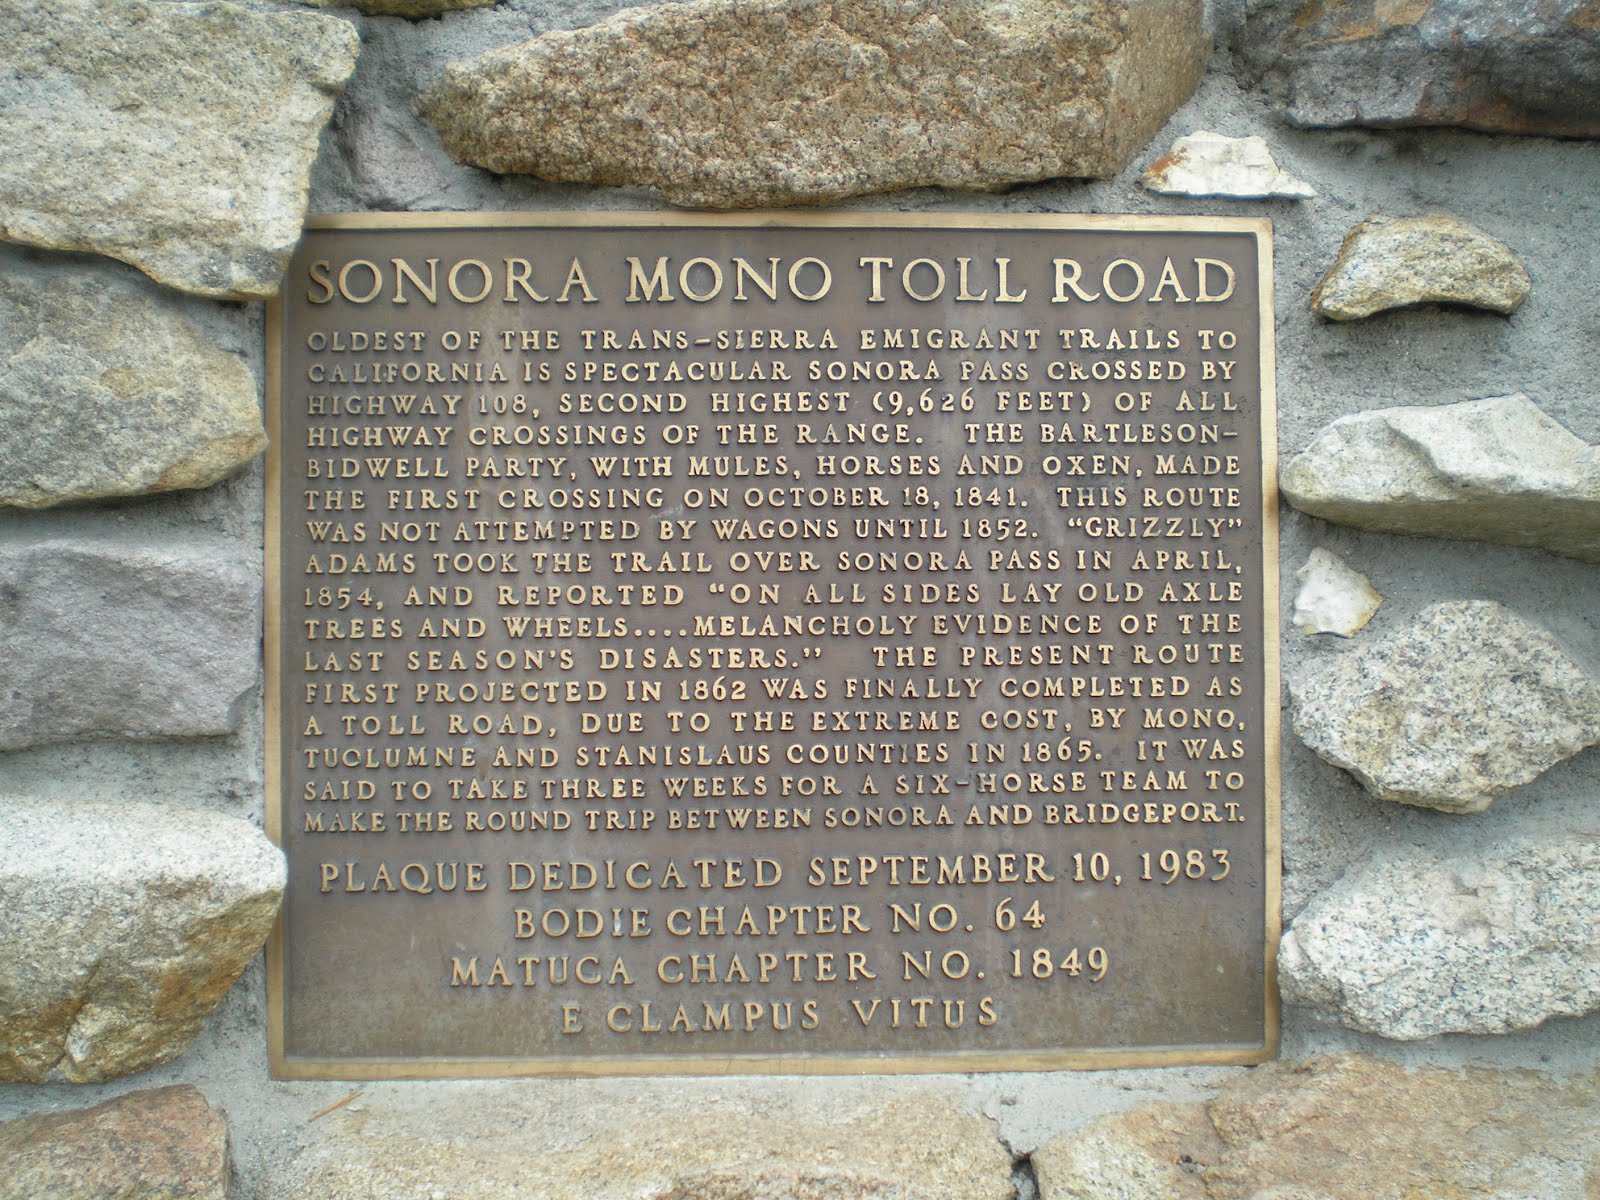 SONORA MONO TOLL ROAD
OLDEST OF THE TRANS-SIERRA EMIGRANT TRAILS TO
CALIFORNIA IS SPECTACULAR SONORA PASS CROSSED BY
HIGHWAY 108, SECOND HIGHEST (9,626 FEET) OF ALL
HIGHWAY CROSSINGS OF THE RANGE. THE BARTLESON-
BIDWELL PARTY, WITH MULES, HORSES AND OXEN, MADE
THE FIRST CROSSING ON OCTOBER 18, 1841. THIS ROUTE
WAS NOT ATTEMPTED BY WAGONS UNTIL 1852. "GRIZZLY"
ADAMS TOOK THE TRAIL OVER SONORA PASS IN APRIL,
1854, AND REPORTED "ON ALL SIDES LAY OLD AXLE
TREES AND WHEELS....MELANCHOLY EVIDENCE OF THE
LAST SEASON'S DISASTERS." THE PRESENT ROUTE
FIRST PROJECTED IN 1862 WAS FINALLY COMPLETED AS
A TOLL ROAD, DUE TO THE EXTREME COST, BY MONO,
TUOLUMNE AND STANISLAUS COUNTIES IN 1865. IT WAS
SAID TO TAKE THREE WEEKS FOR A SIX-HORSE TEAM TO
MAKE THE ROUND TRIP BETWEEN SONORA AND BRIDGEPORT.
PLAQUE DEDICATED SEPTEMBER 10, 1983
BODIE CHAPTER NO. 64
MATUCA CHAPTER NO. 1849
E CLAMPUS VITUS